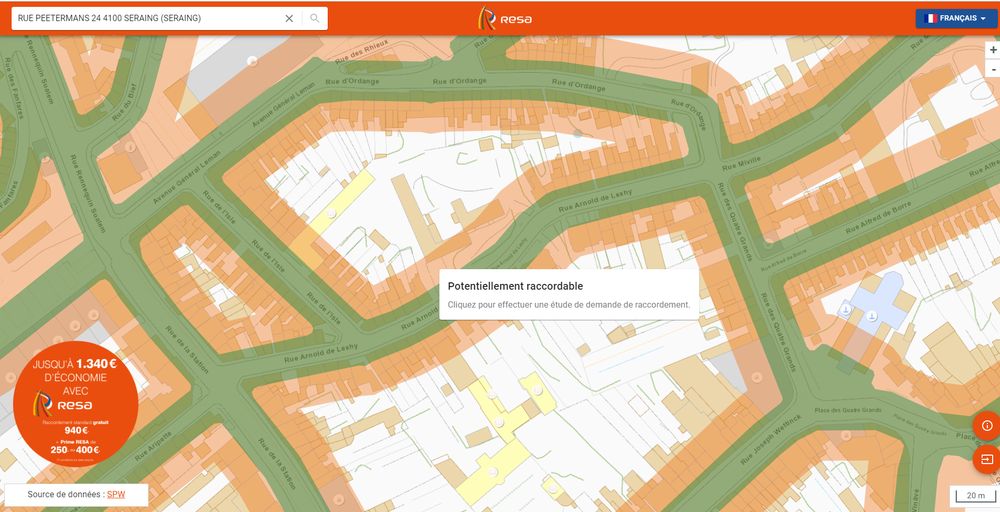 RUE PEETERMANS 24 4100 SERAING (SERAING)
Resa
FRANÇAIS
+
-
Rue des Rhieux
Rue d'Ordange
Rue d'Ordange
Rue d'Ordange
Rue d'Ordange
Rue Rennequin Sualem
Rue des Fanfares
Rue du Bief
Avenue Général Leman
Avenue Général Leman
Rue Rennequin Sualem
Fanfares
Rue de l'Isle
Rue de l'Isle
Rue de l'Isle
Rue Miville
Rue Arnold de Lexhy
Rue des Quatre Grands
Rue Alfred de Borre
Rue Alfre
Rue Arnold de Lexhy
Rue Alfred de Borre
Potentiellement raccordable
Cliquez pour effectuer une étude de demande de raccordement.
Rue Arnold
Rue des Quatre Grands
Rue de la Station
Rue Arnold de Lexhy
JUSQU'À 1.340€
D'ÉCONOMIE
AVEC
Resa
Raccordement standard gratuit
940€
+ Prime RESA de
250 ou 400€
(*) conditions sur www.resa.be
Place des Quatre Grands
Place des Quatre Grands
Place de
Rue Joseph Wettinck
Rue Aripette
Rue de la Station
Source de données : SPW
20 m